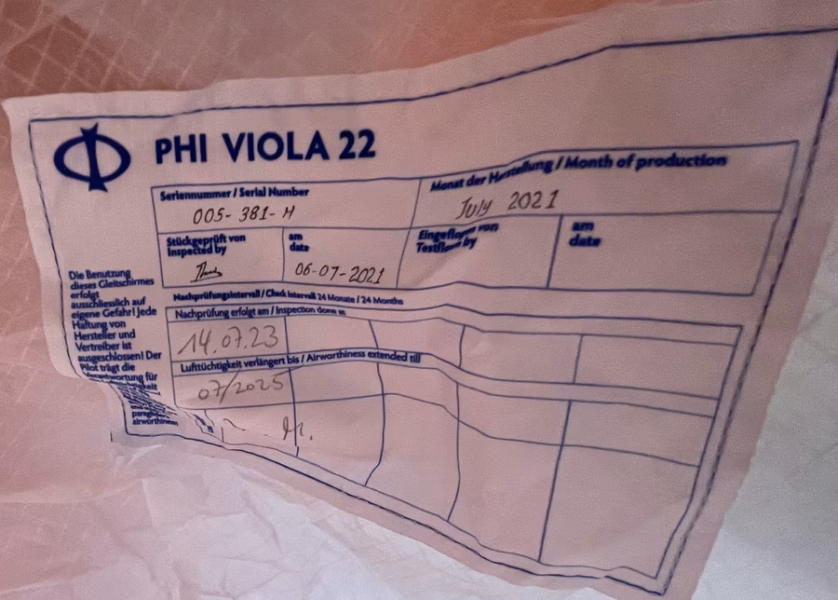 PHI VIOLA 22
Seriennummer / Serial Number
005-381-H
Monat der Herstellung / Month of production
July 2021
Stückgeprüft von
Inspected by
am
date
06-07-2021
Eingeflogen von
Testflown by
am
date
Nachprüfungsintervall / Check Interval 24 Monate / 24 Months
Nachprüfung erfolgt am / Inspection done
14.07.23
Lufttüchtigkeit verlängert bis / Airworthiness extended till
07/2025
Die Benutzung
dieses Gleitschirmes
erfolgt
ausschliesslich auf
eigene Gefahr! Jede
Haftung von
Hersteller und
Vertreiber ist
ausgeschlossen! Der
Pilot trägt die
für
airworthiness